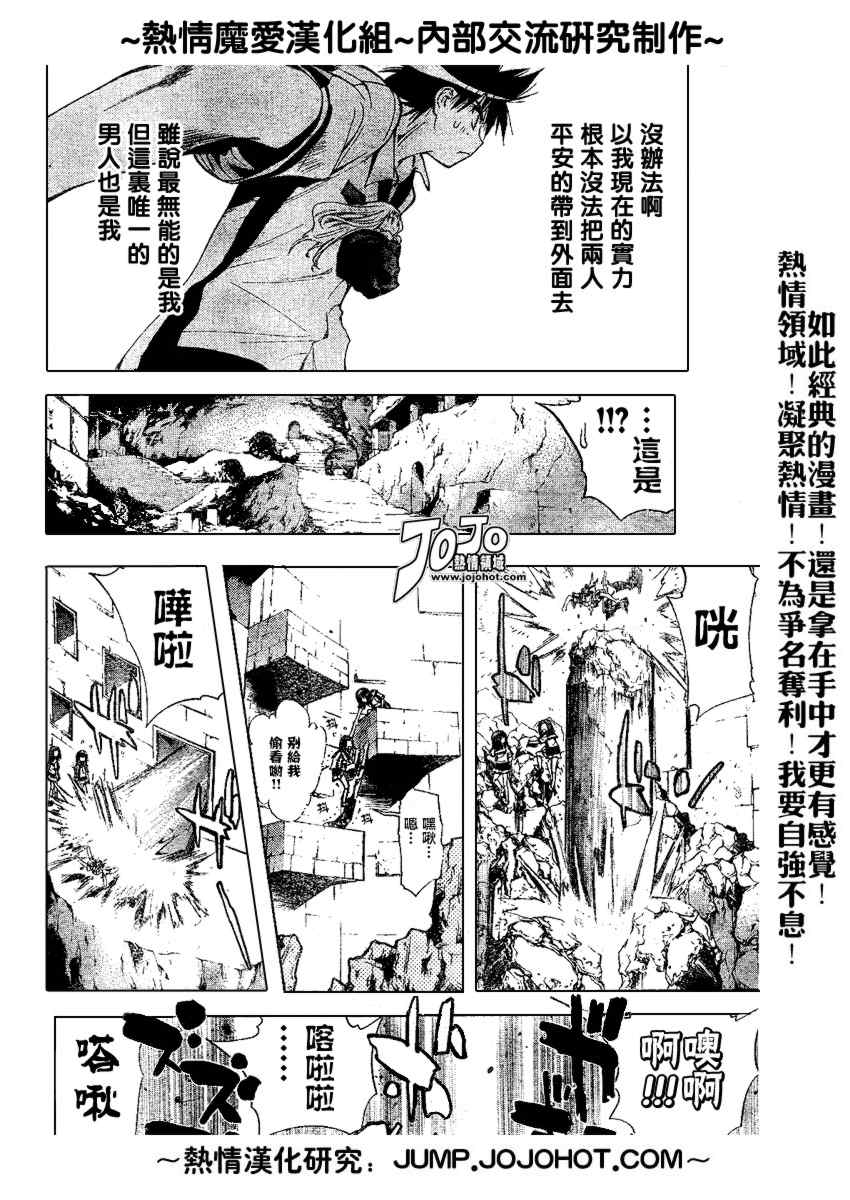 ~熱情魔愛漢化組~內部交流研究制作~
沒辦法啊
以我現在的實力
根本沒法把兩人
平安的帶到外面去
雖說最無能的是我
但這裏唯一的
男人也是我
…這是
!!?
JOJO
熱情領域
www.jojohot.com
咣
嘿…
嗯…
別給我
偷看喲!!
嘩啦
噢啊
啊!!!
喀啦啦
……
嗒啾
如此經典的漫畫!還是拿在手中才更有感覺!
熱情領域!凝聚熱情!不為爭名奪利!我要自強不息!
~熱情漢化研究: JUMP.JOJOHOT.COM~